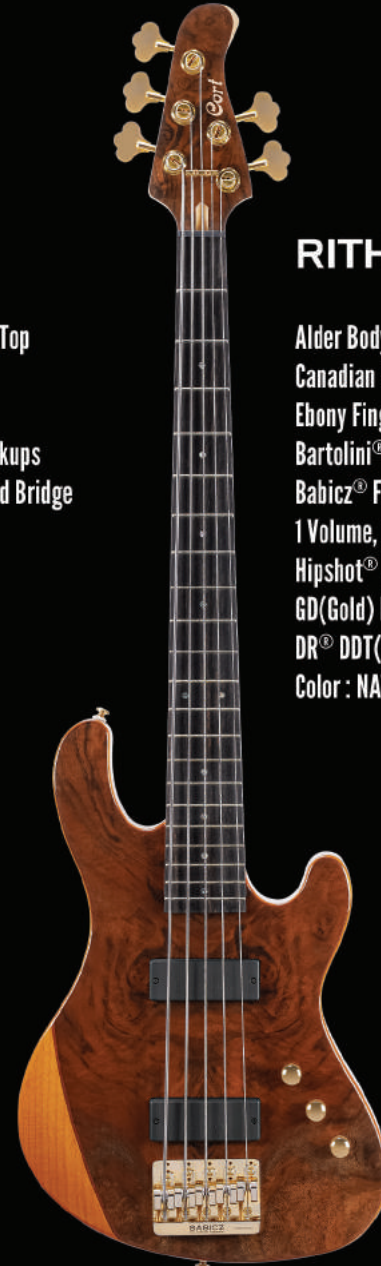 Cort
Top
kups
d Bridge
RITH
Alder Body
Canadian
Ebony Fing
Bartolini®
Babicz® F
1 Volume,
Hipshot®
GD(Gold)
DR® DDT(
Color : NA
BABICZ